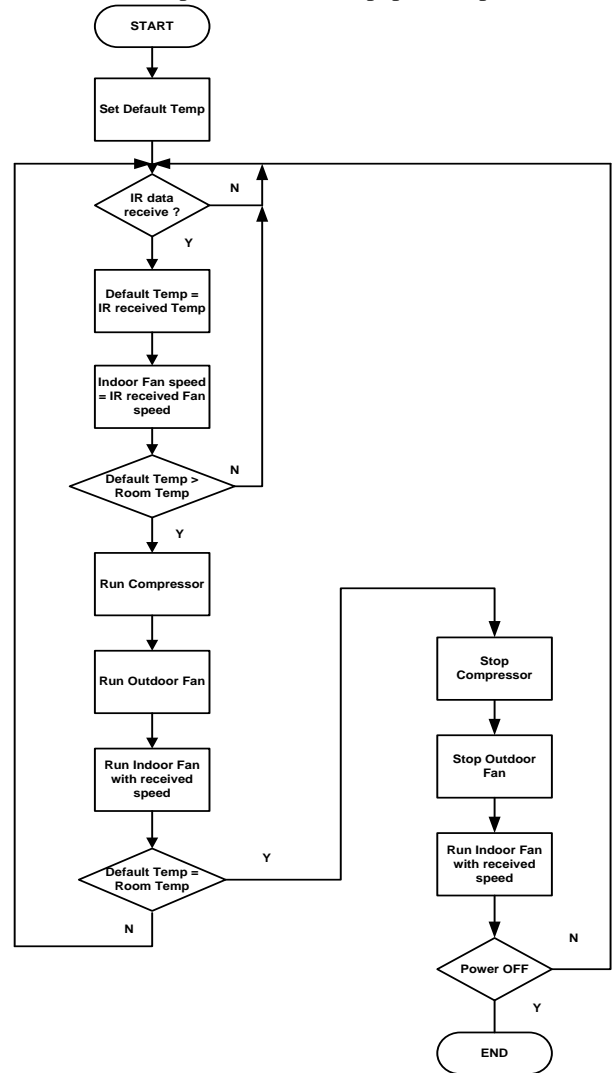 START
Set Default Temp
IR data
receive ?
N
Y
Default Temp =
IR received Temp
Indoor Fan speed
= IR received Fan
speed
Default Temp >
Room Temp
N
Y
Run Compressor
Run Outdoor Fan
Run Indoor Fan
with received
speed
Default Temp =
Room Temp
Y
N
Stop
Compressor
Stop Outdoor
Fan
Run Indoor Fan
with received
speed
Power OFF
N
Y
END